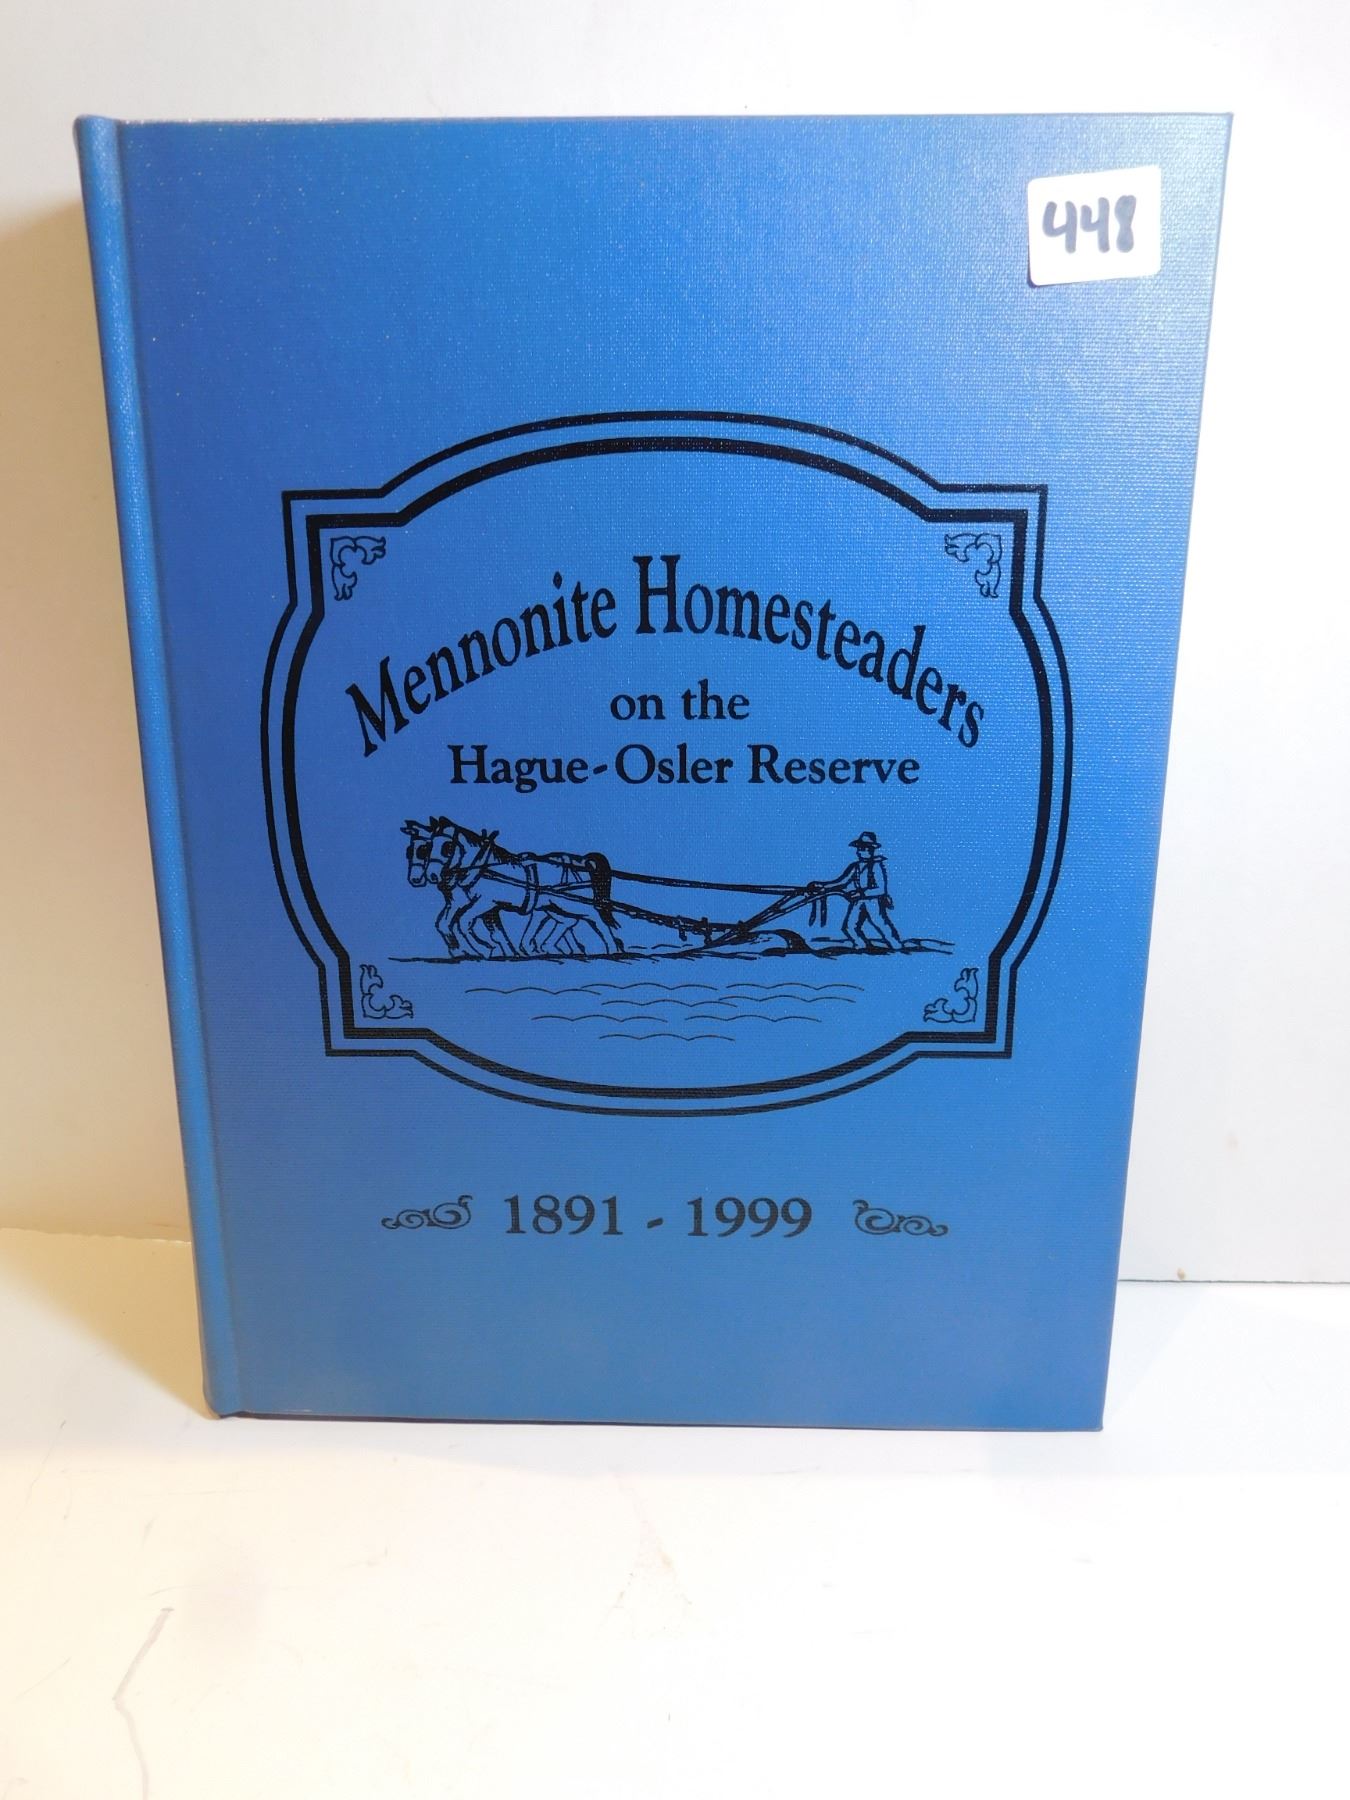 448
Mennonite Homesteaders
on the
Hague-Osler Reserve
1891 - 1999